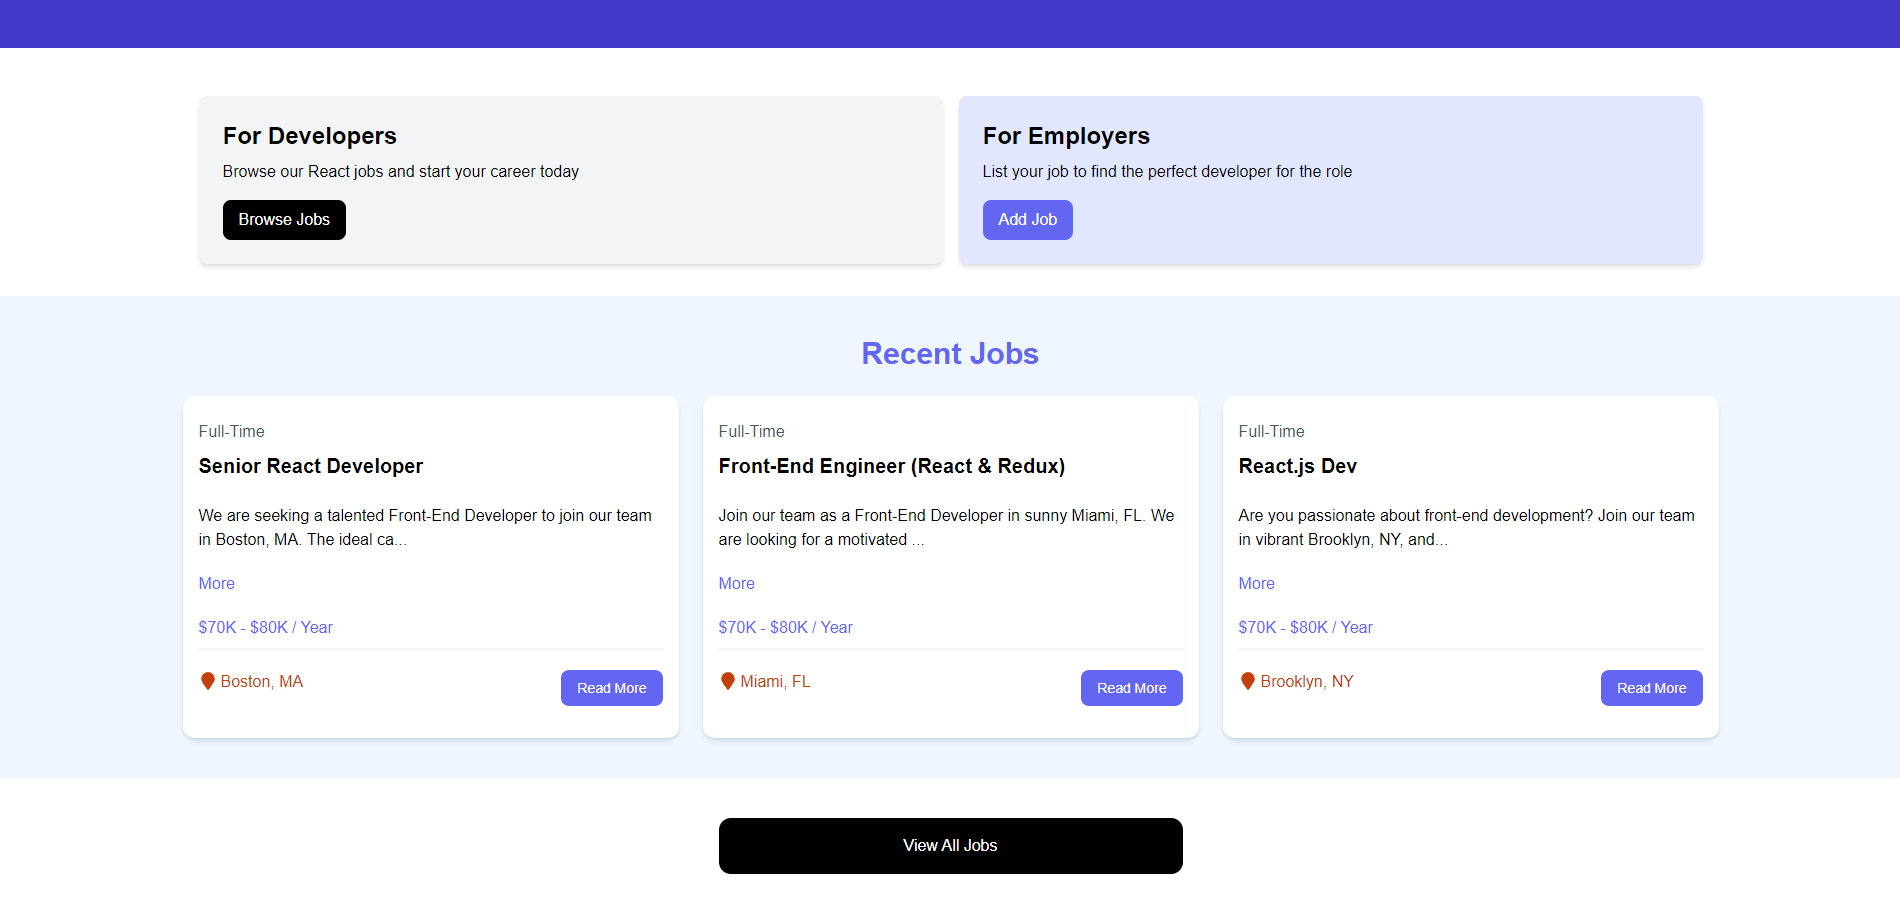 For Developers
Browse our React jobs and start your career today
Browse Jobs
For Employers
List your job to find the perfect developer for the role
Add Job
Recent Jobs
Full-Time
Senior React Developer
We are seeking a talented Front-End Developer to join our team
in Boston, MA. The ideal ca...
More
$70K - $80K / Year
Boston, MA
Read More
Full-Time
Front-End Engineer (React & Redux)
Join our team as a Front-End Developer in sunny Miami, FL. We
are looking for a motivated ...
More
$70K - $80K / Year
Miami, FL
Read More
Full-Time
React.js Dev
Are you passionate about front-end development? Join our team
in vibrant Brooklyn, NY, and...
More
$70K - $80K / Year
Brooklyn, NY
Read More
View All Jobs